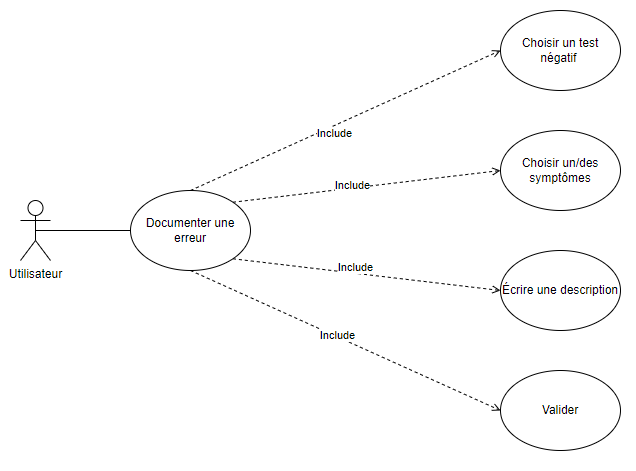 Choisir un test
négatif
Include
Choisir un/des
symptômes
Include
Documenter une
erreur
Utilisateur
Include
Écrire une description
Include
Valider